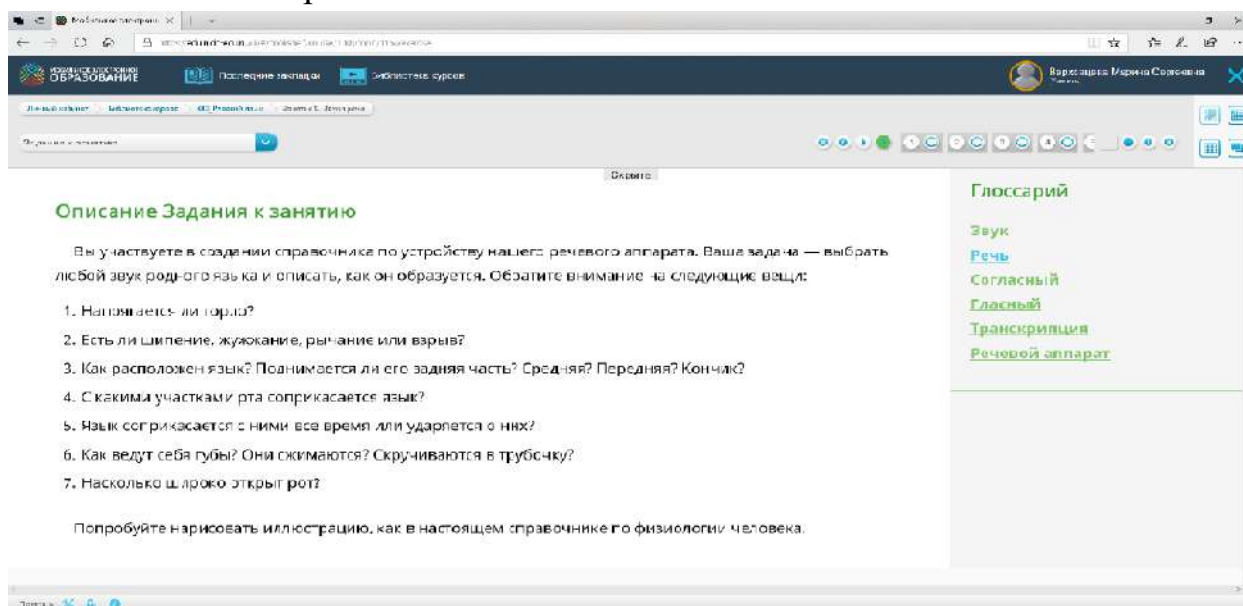 ОБРАЗОВАНИЕ
Последние закладки
Библиотека курсов
Задания к занятию
Скрыть
Описание Задания к занятию
Вы участвуете в создании справочника по устройству нашего речевого аппарата. Ваша задача — выбрать
любой звук родного языка и описать, как он образуется. Обратите внимание на следующие вещи:
1. Напрягается ли горло?
2. Есть ли шипение, жужжание, рычание или взрыв?
3. Как расположен язык? Поднимается ли его задняя часть? Средняя? Передняя? Кончик?
4. С какими участками рта соприкасается язык?
5. Язык соприкасается с ними все время или ударяется о них?
6. Как ведут себя губы? Они сжимаются? Скручиваются в трубочку?
7. Насколько широко открыт рот?
Попробуйте нарисовать иллюстрацию, как в настоящем справочнике по физиологии человека.
Глоссарий
Звук
Речь
Согласный
Гласный
Транскрипция
Речевой аппарат